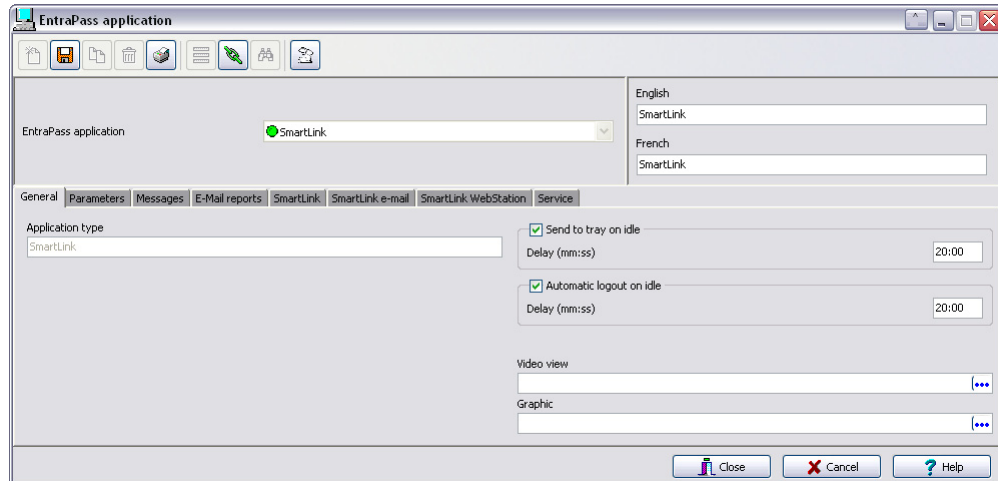 EntraPass application
English
SmartLink
EntraPass application
SmartLink
French
SmartLink
General Parameters Messages E-Mail reports SmartLink SmartLink e-mail SmartLink WebStation Service
Application type
SmartLink
Send to tray on idle
Delay (mm:ss) 20:00
Automatic logout on idle
Delay (mm:ss) 20:00
Video view
Graphic
Close Cancel Help